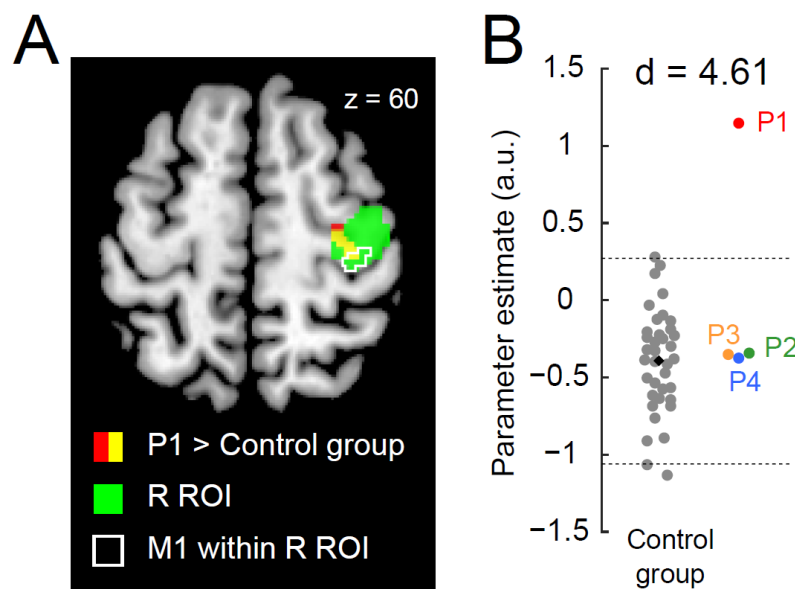 A
z = 60
P1 > Control group
R ROI
M1 within R ROI
B
d = 4.61
Parameter estimate (a.u.)
1.5
1
0.5
0
−0.5
−1
−1.5
P1
P3
P2
P4
Control
group